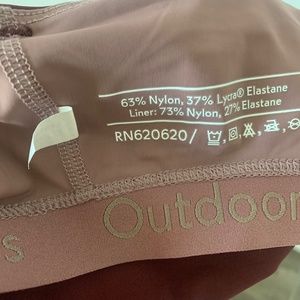 63% Nylon, 37% Lycra® Elastane
Liner: 73% Nylon, 27% Elastane
RN620620/
s Outdoor